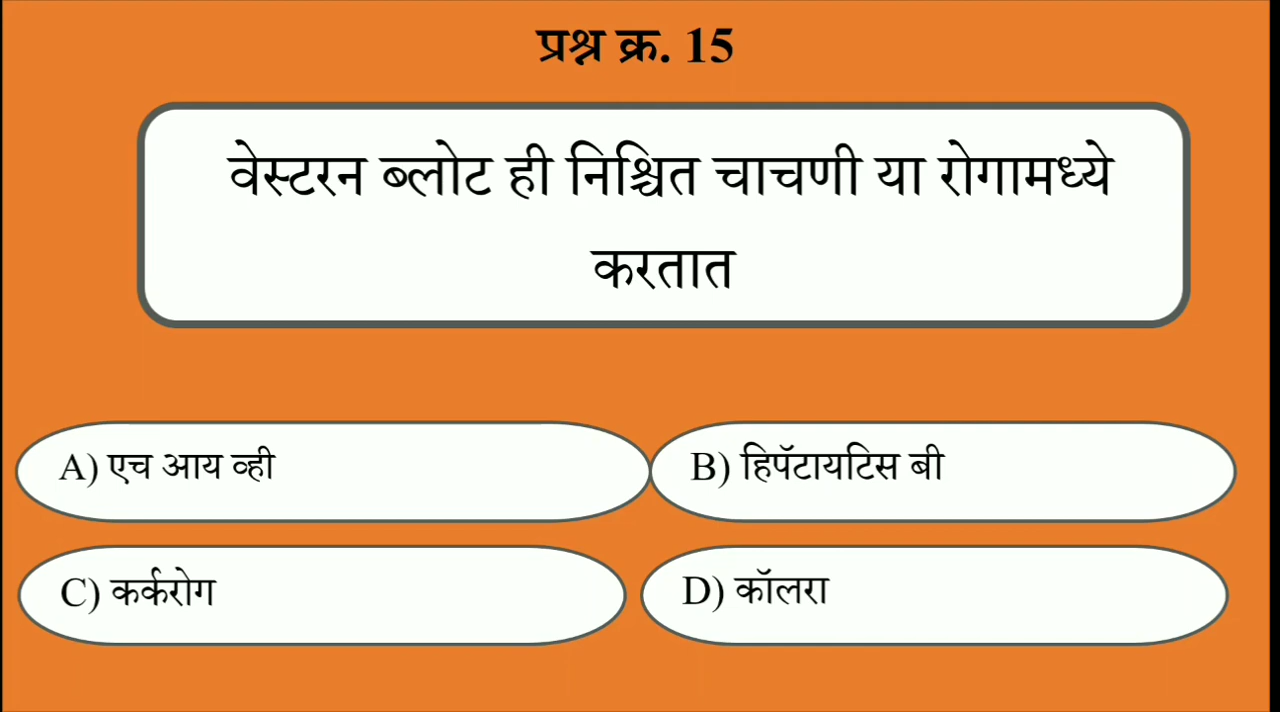 प्रश्न क्र. 15
वेस्टरन ब्लोट ही निश्चित चाचणी या रोगामध्ये
करतात
A) एच आय व्ही
B) हिपॅटायटिस बी
C) कर्करोग
D) कॉलरा